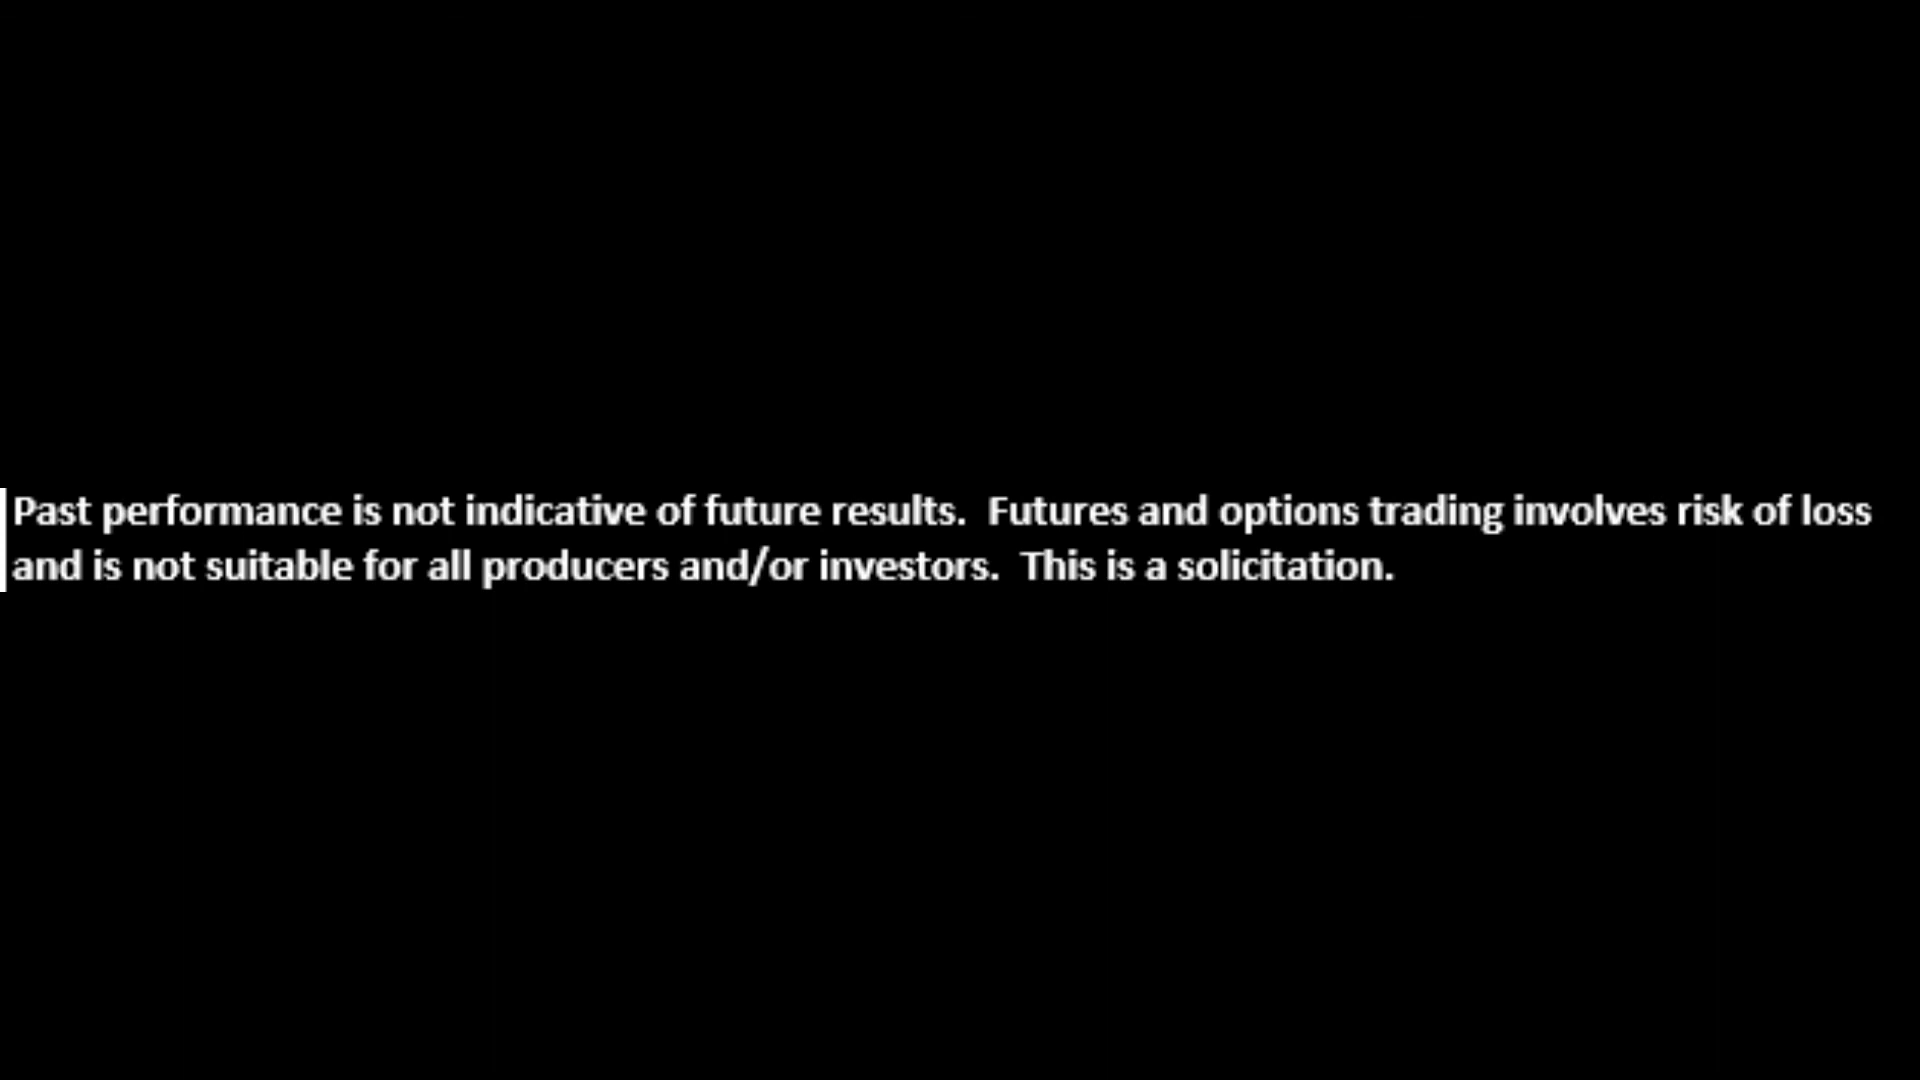 Past performance is not indicative of future results.  Futures and options trading involves risk of loss
and is not suitable for all producers and/or investors.  This is a solicitation.